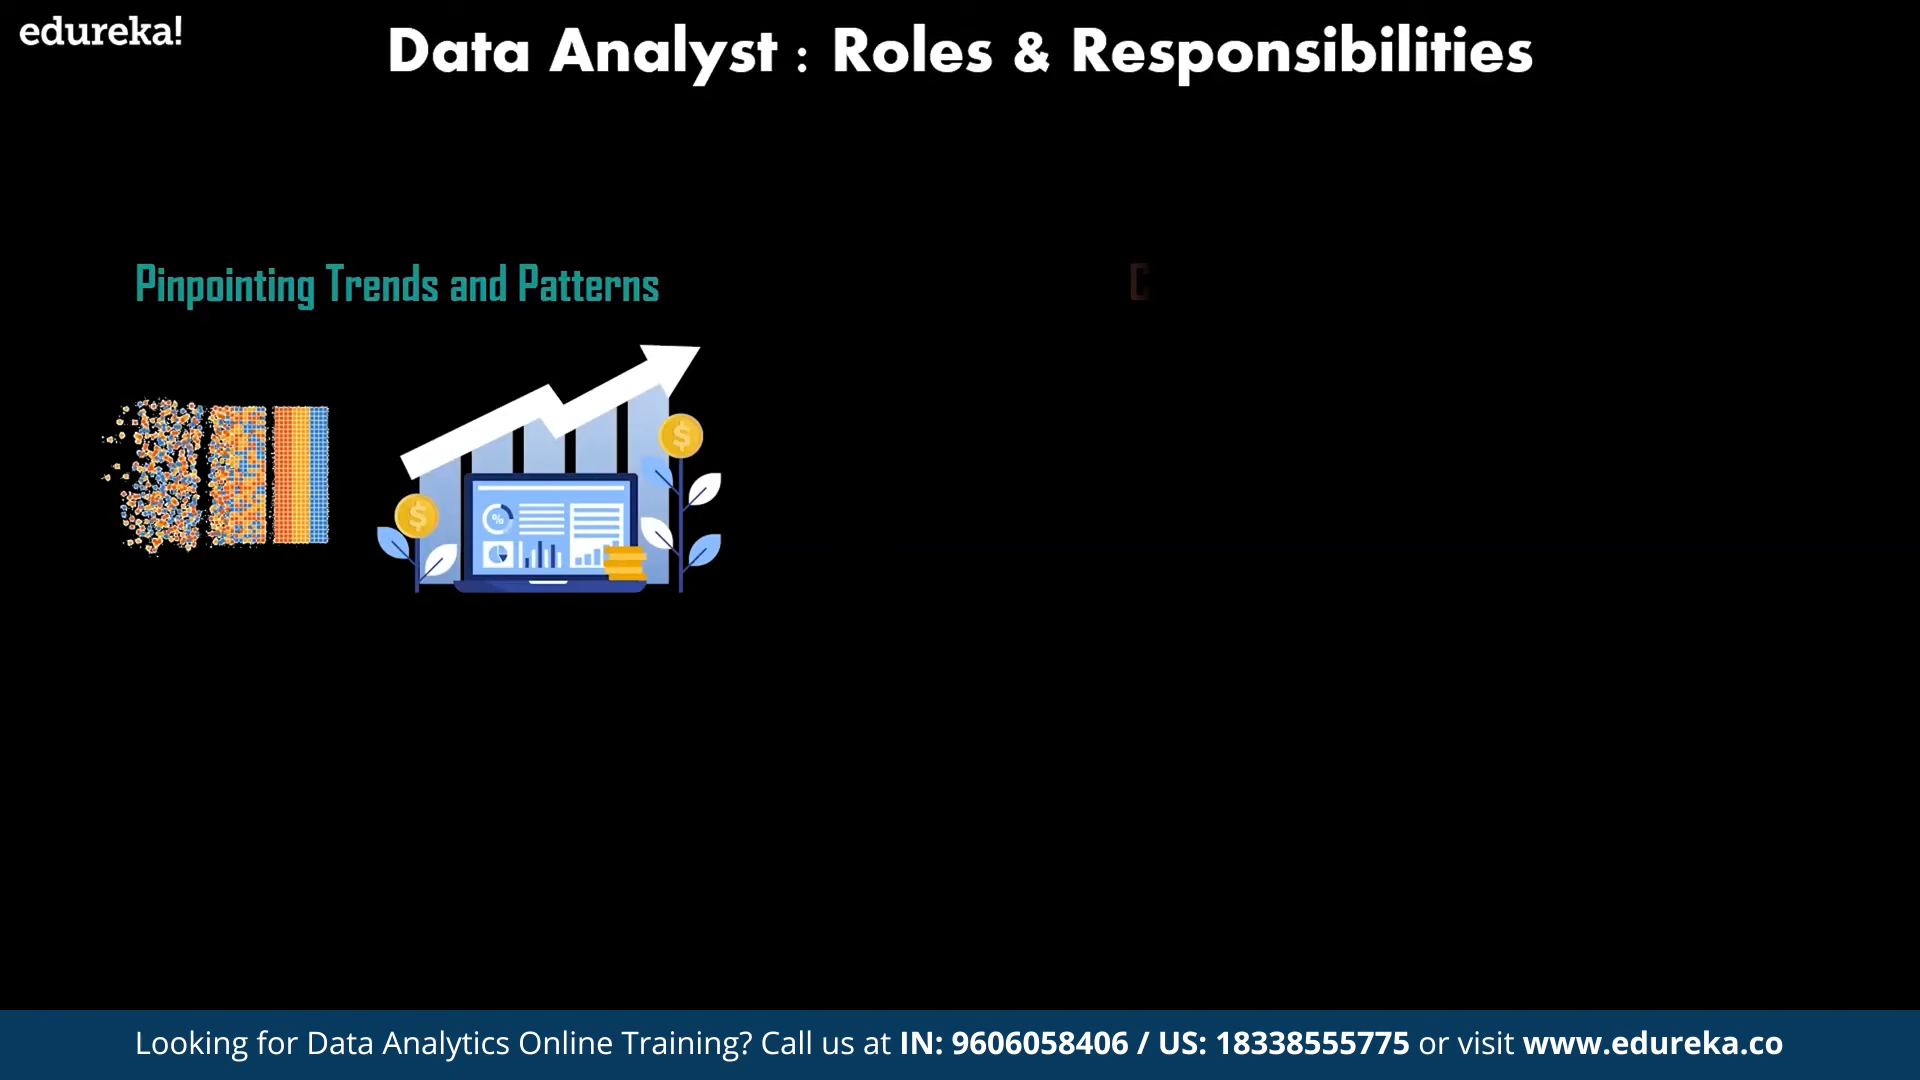 edureka!
Data Analyst : Roles & Responsibilities
Pinpointing Trends and Patterns
C
%
$
$
Looking for Data Analytics Online Training? Call us at IN: 9606058406 / US: 18338555775 or visit www.edureka.co